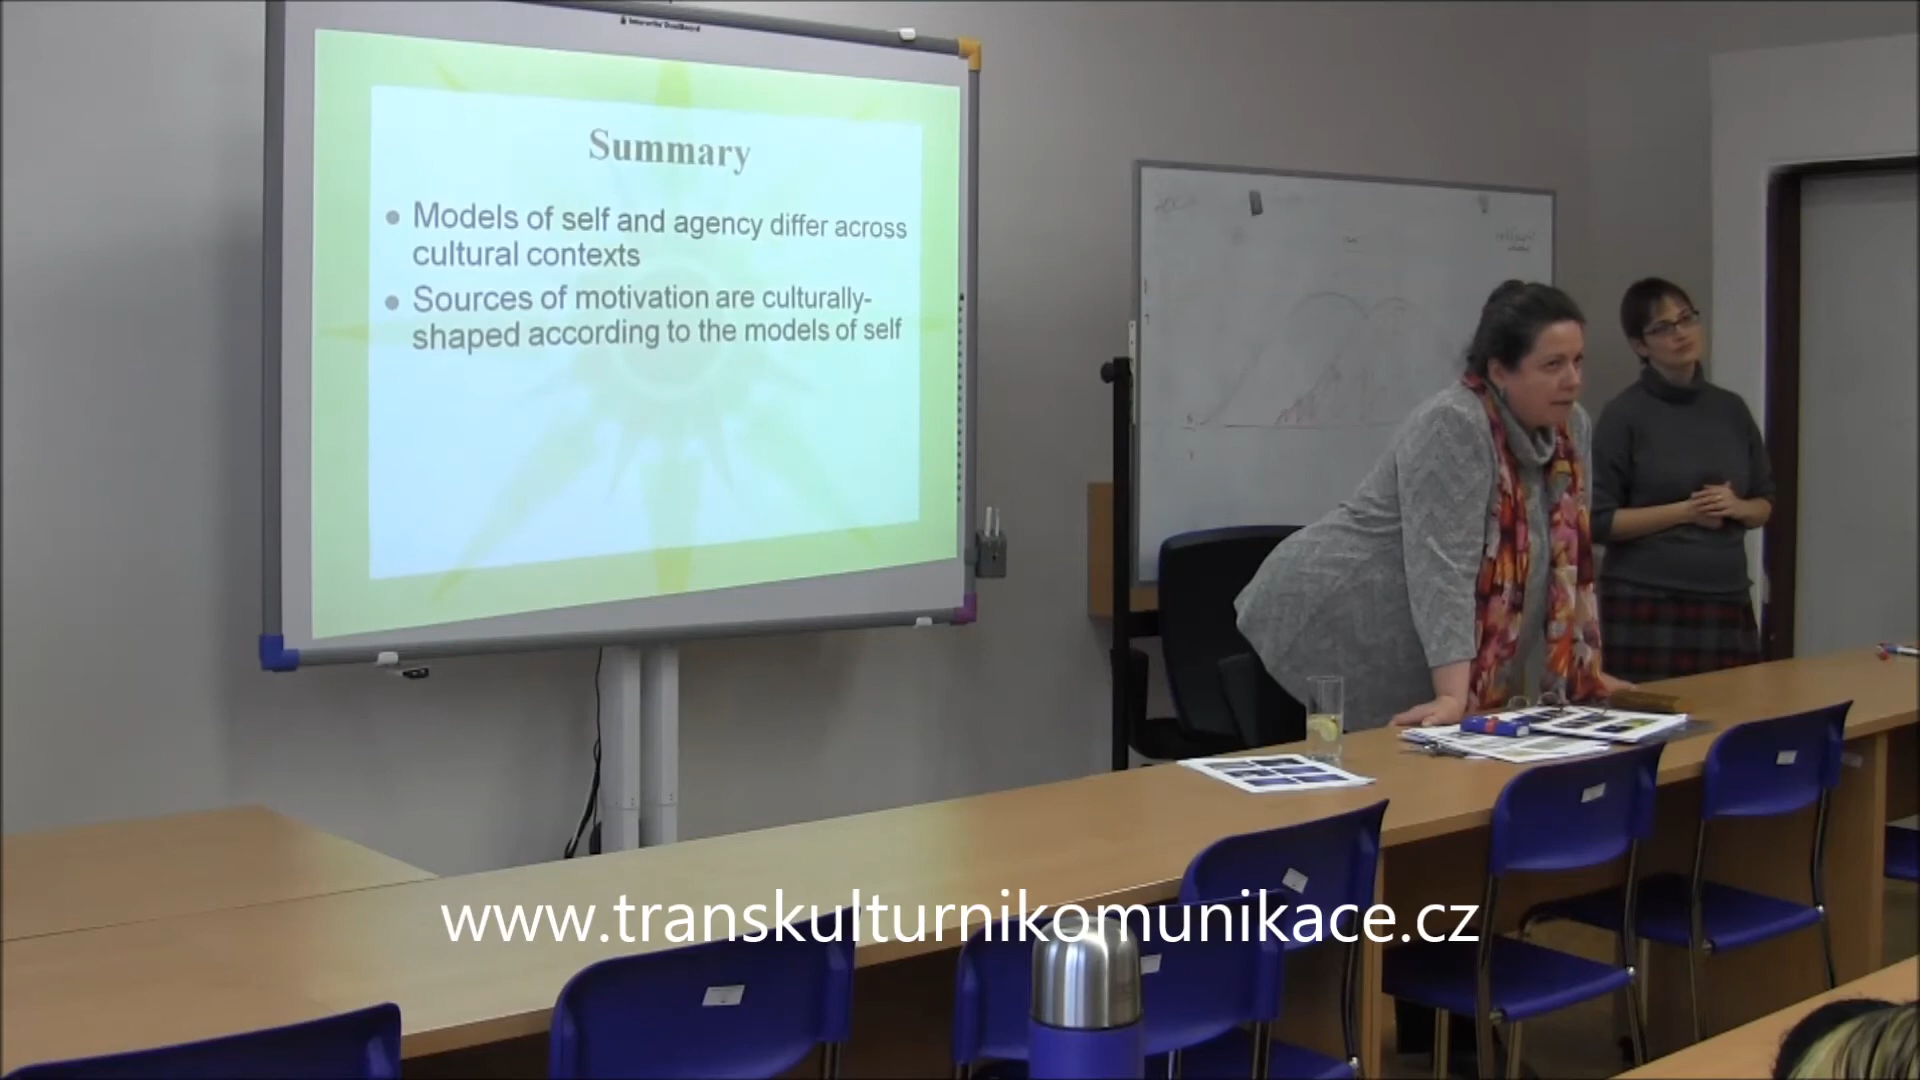 Summary
Models of self and agency differ across
cultural contexts
Sources of motivation are culturally-
shaped according to the models of self
www.transkulturnikomunikace.cz